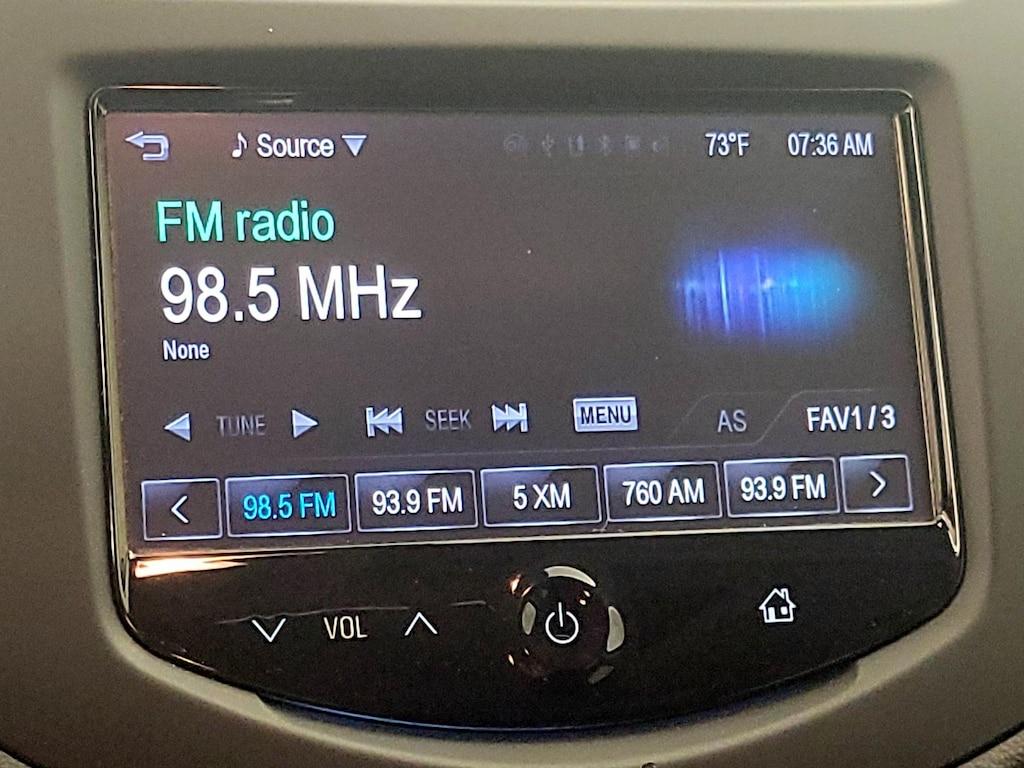 Source 73°F 07:36 AM
FM radio
98.5 MHz
None
TUNE SEEK MENU AS FAV1 / 3
98.5 FM 93.9 FM 5 XM 760 AM 93.9 FM
VOL